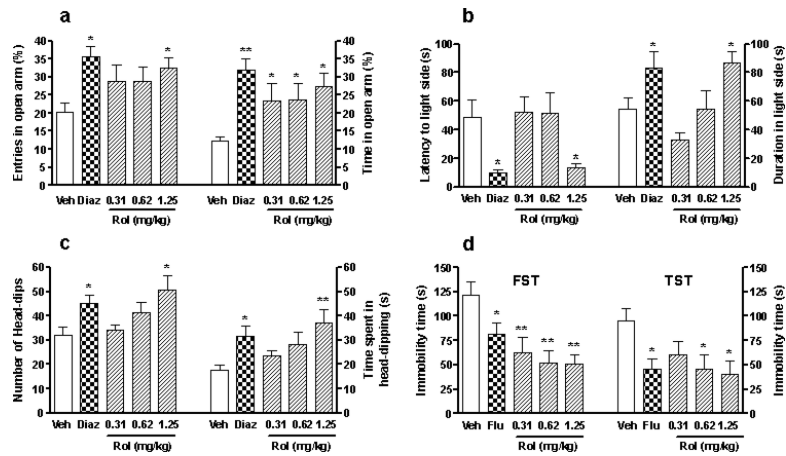 a
Entries in open arm (%)
40
35
30
25
20
15
10
5
0
* *
** * * *
Time in open arm (%)
40
35
30
25
20
15
10
5
0
Veh Diaz 0.31 0.62 1.25
Rol (mg/kg)
Veh Diaz 0.31 0.62 1.25
Rol (mg/kg)
b
Latency to light side (s)
100
80
60
40
20
0
* *
* *
Duration in light side (s)
100
80
60
40
20
0
Veh Diaz 0.31 0.62 1.25
Rol (mg/kg)
Veh Diaz 0.31 0.62 1.25
Rol (mg/kg)
c
Number of Head-dips
60
50
40
30
20
10
0
* *
* **
Time spent in
head-dipping (s)
60
50
40
30
20
10
0
Veh Diaz 0.31 0.62 1.25
Rol (mg/kg)
Veh Diaz 0.31 0.62 1.25
Rol (mg/kg)
d
FST TST
Immobility time (s)
150
125
100
75
50
25
0
* ** ** **
* * *
Immobility time (s)
150
125
100
75
50
25
0
Veh Flu 0.31 0.62 1.25
Rol (mg/kg)
Veh Flu 0.31 0.62 1.25
Rol (mg/kg)